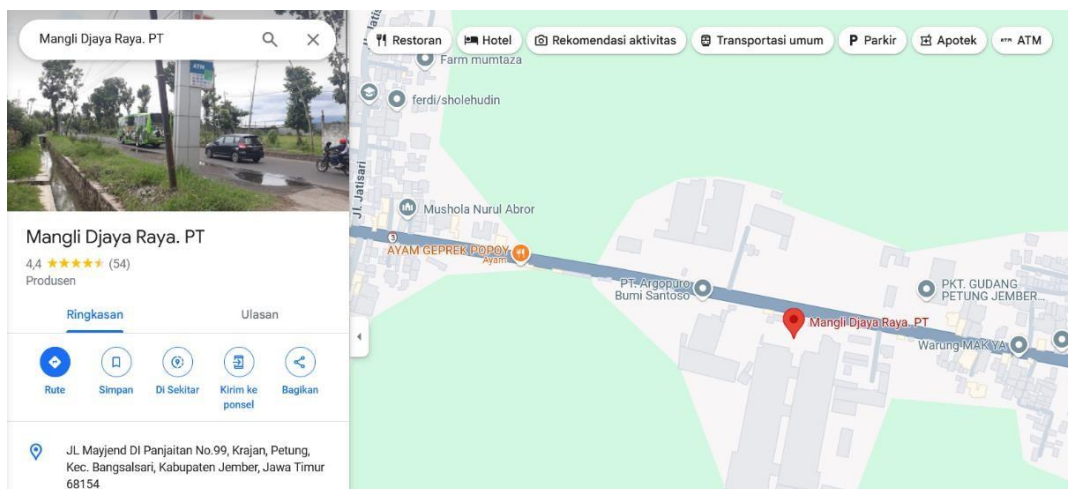 Mangli Djaya Raya. PT
ATM
Mangli Djaya Raya. PT
4,4 (54)
Produsen
Ringkasan Ulasan
Rute Simpan Di Sekitar Kirim ke ponsel Bagikan
JL Mayjend DI Panjaitan No.99, Krajan, Petung,
Kec. Bangsalsari, Kabupaten Jember, Jawa Timur
68154
Restoran Hotel Rekomendasi aktivitas Transportasi umum Parkir Apotek ATM
Farm mumtaza
ferdi/sholehudin
Jl. Jatisari
Mushola Nurul Abror
3
AYAM GEPREK POPOY
Ayam
PT. Argopuro
Bumi Santoso
PKT. GUDANG
PETUNG JEMBER...
Mangli Djaya Raya. PT
Warung MAK YA